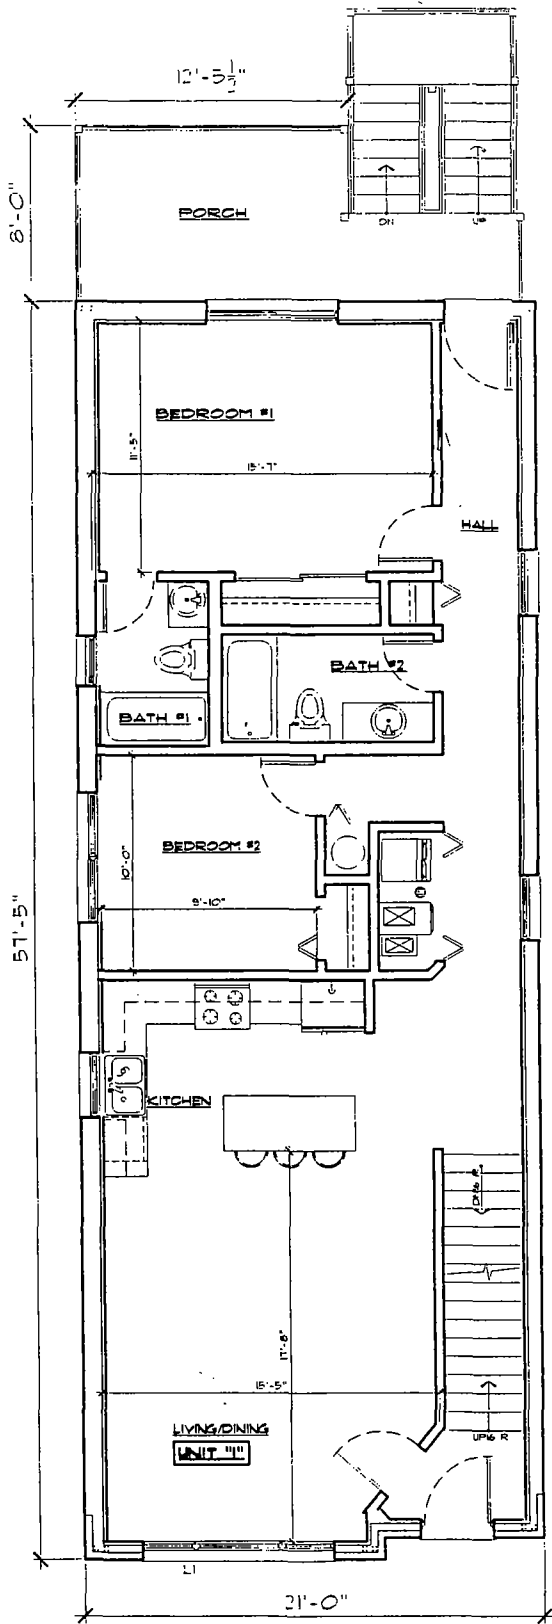 12'-5½"
8'-0"
PORCH
DN
UP
BEDROOM #1
11'-5"
15'-7"
HALL
BATH #2
BATH #1
BEDROOM #2
10'-0"
9'-10"
57'-5"
KITCHEN
17'-8"
15'-5"
LIVING/DINING
UNIT "1"
UP16 R
21'-0"